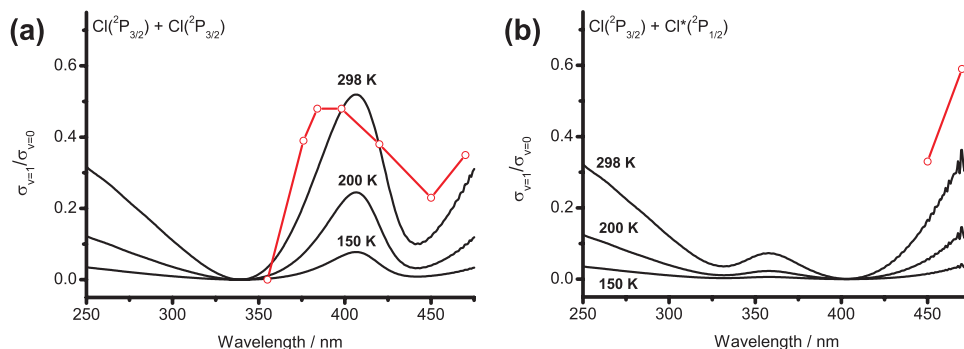 (a) Cl(²P₃/₂) + Cl(²P₃/₂)
0.6
0.4
0.2
0.0
σᵥ₌₁/σᵥ₌₀
298 K
200 K
150 K
250 300 350 400 450
Wavelength / nm
(b) Cl(²P₃/₂) + Cl*(²P₁/₂)
0.6
0.4
0.2
0.0
σᵥ₌₁/σᵥ₌₀
298 K
200 K
150 K
250 300 350 400 450
Wavelength / nm